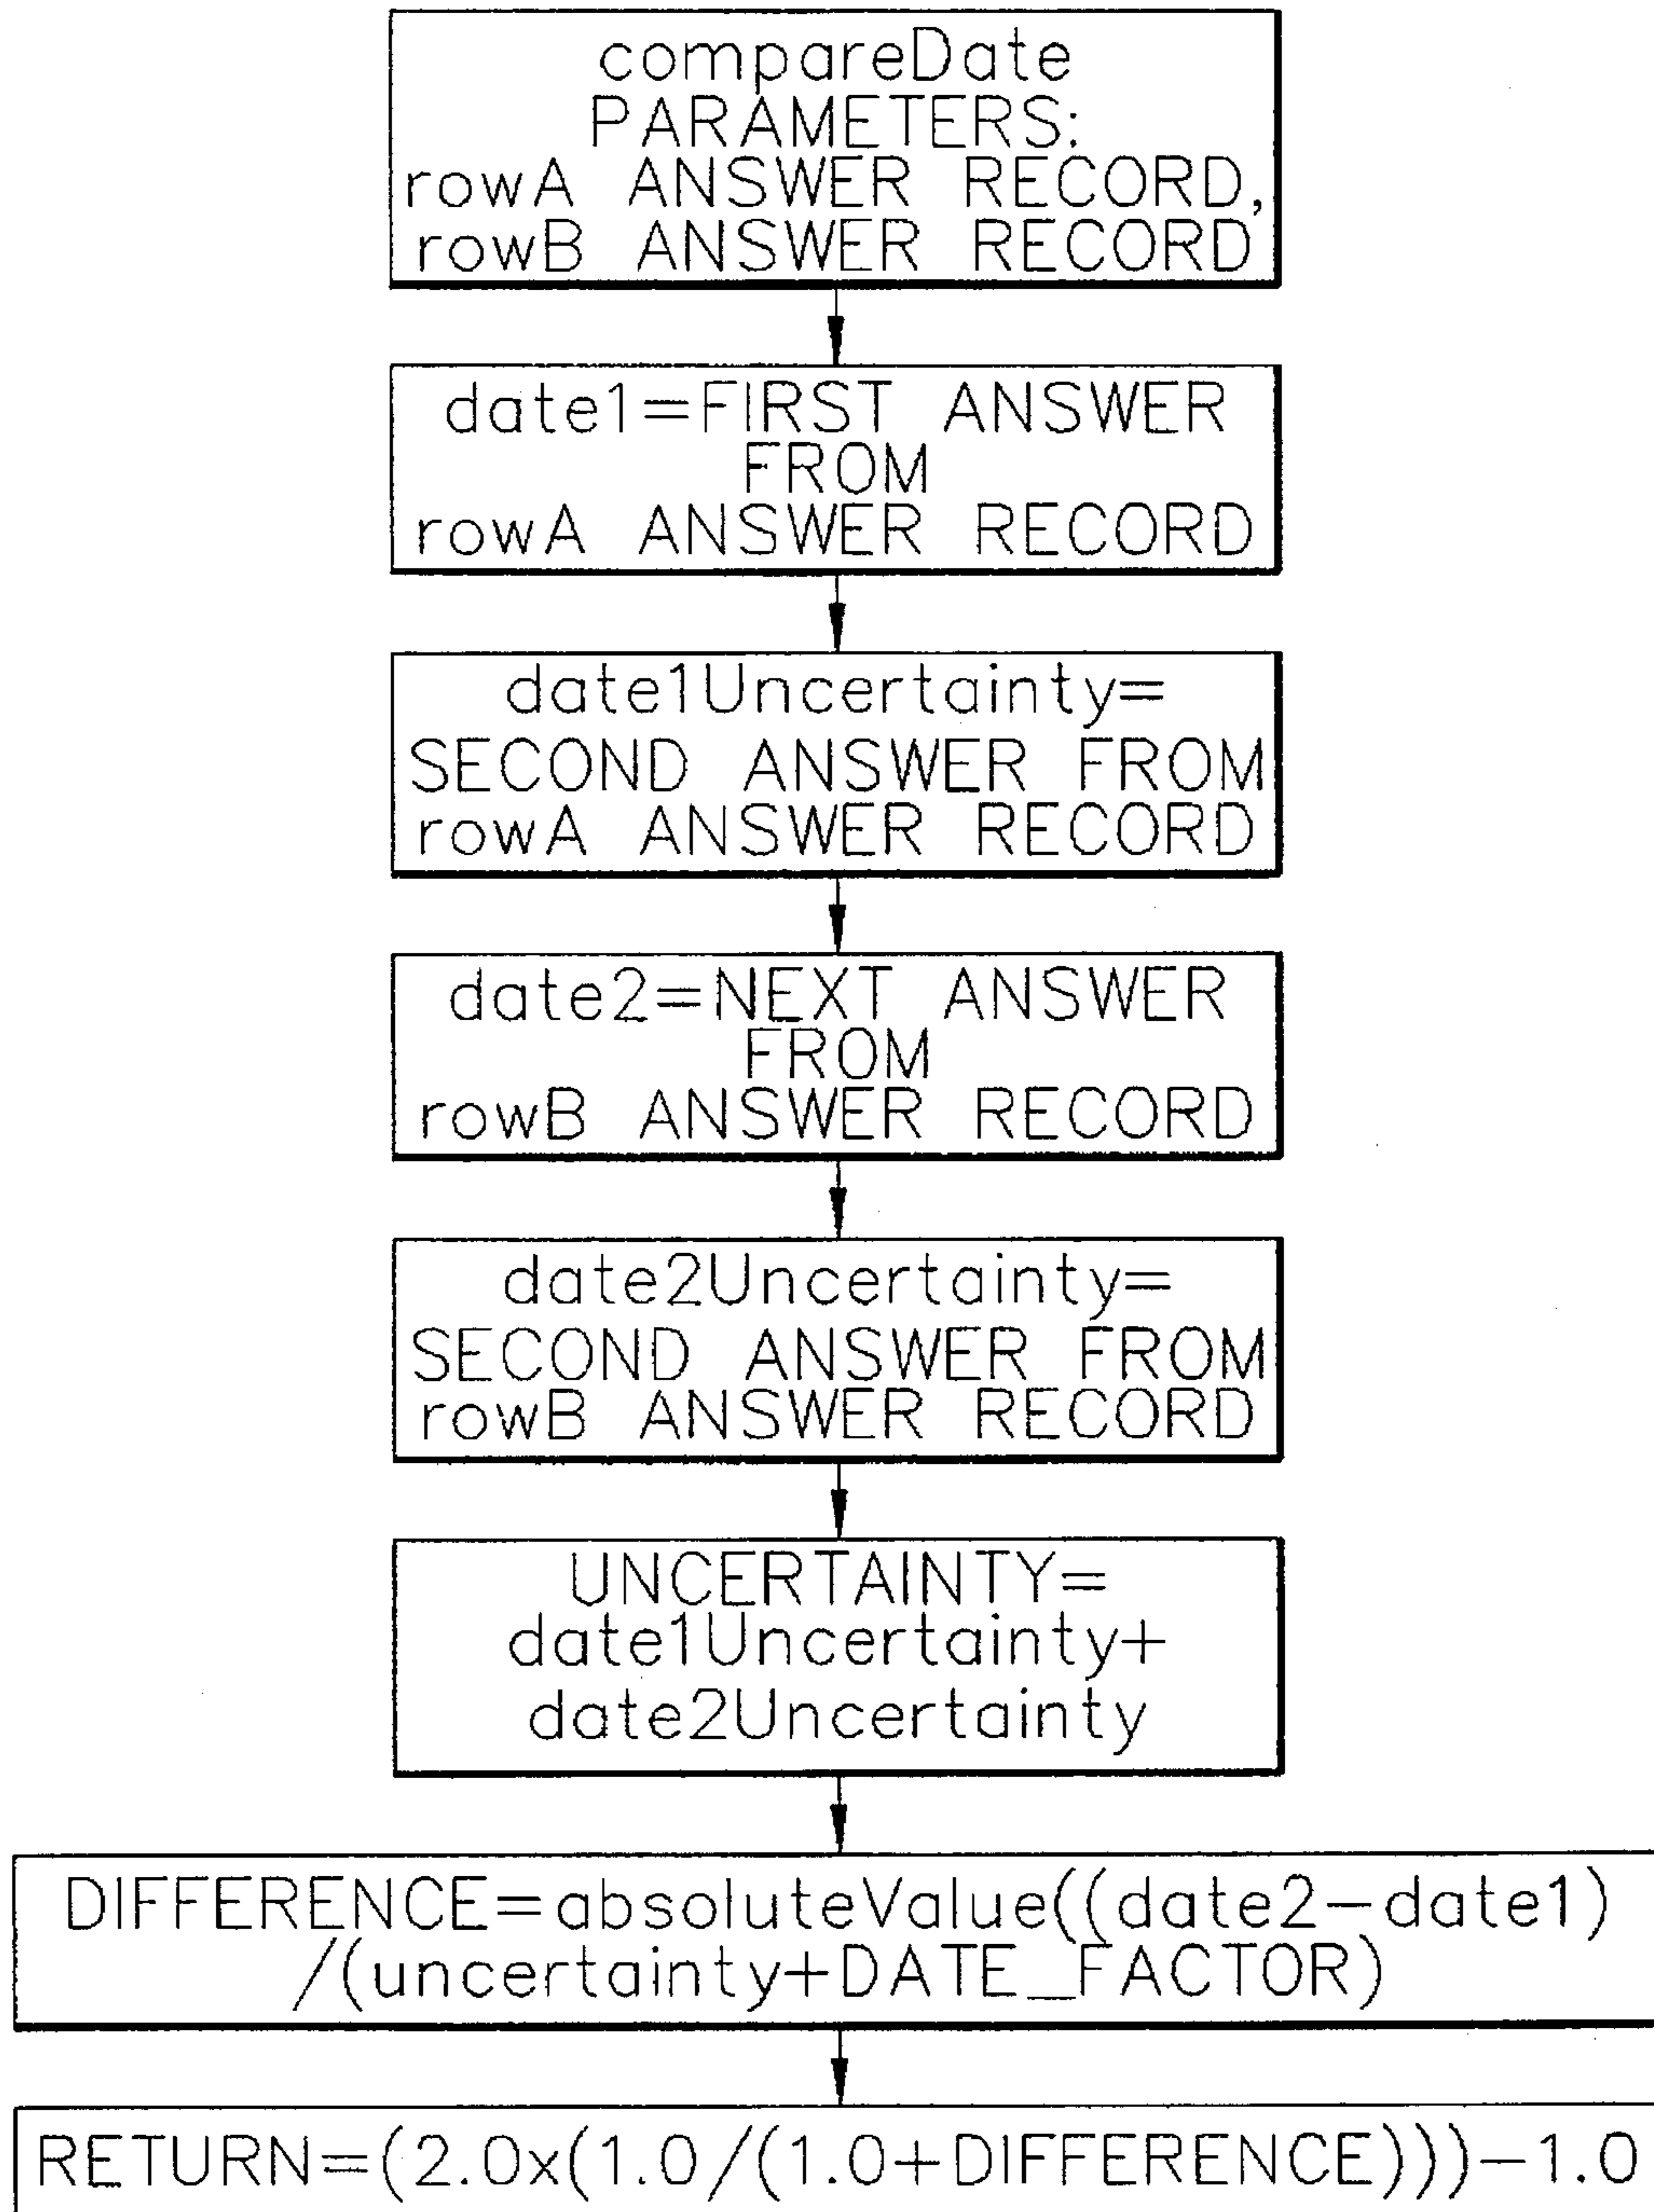 compareDate
PARAMETERS:
rowA ANSWER RECORD,
rowB ANSWER RECORD
date1=FIRST ANSWER
FROM
rowA ANSWER RECORD
date1Uncertainty=
SECOND ANSWER FROM
rowA ANSWER RECORD
date2=NEXT ANSWER
FROM
rowB ANSWER RECORD
date2Uncertainty=
SECOND ANSWER FROM
rowB ANSWER RECORD
UNCERTAINTY=
date1Uncertainty+
date2Uncertainty
DIFFERENCE=absoluteValue((date2-date1)
/(uncertainty+DATE_FACTOR)
RETURN=(2.0x(1.0/(1.0+DIFFERENCE)))-1.0